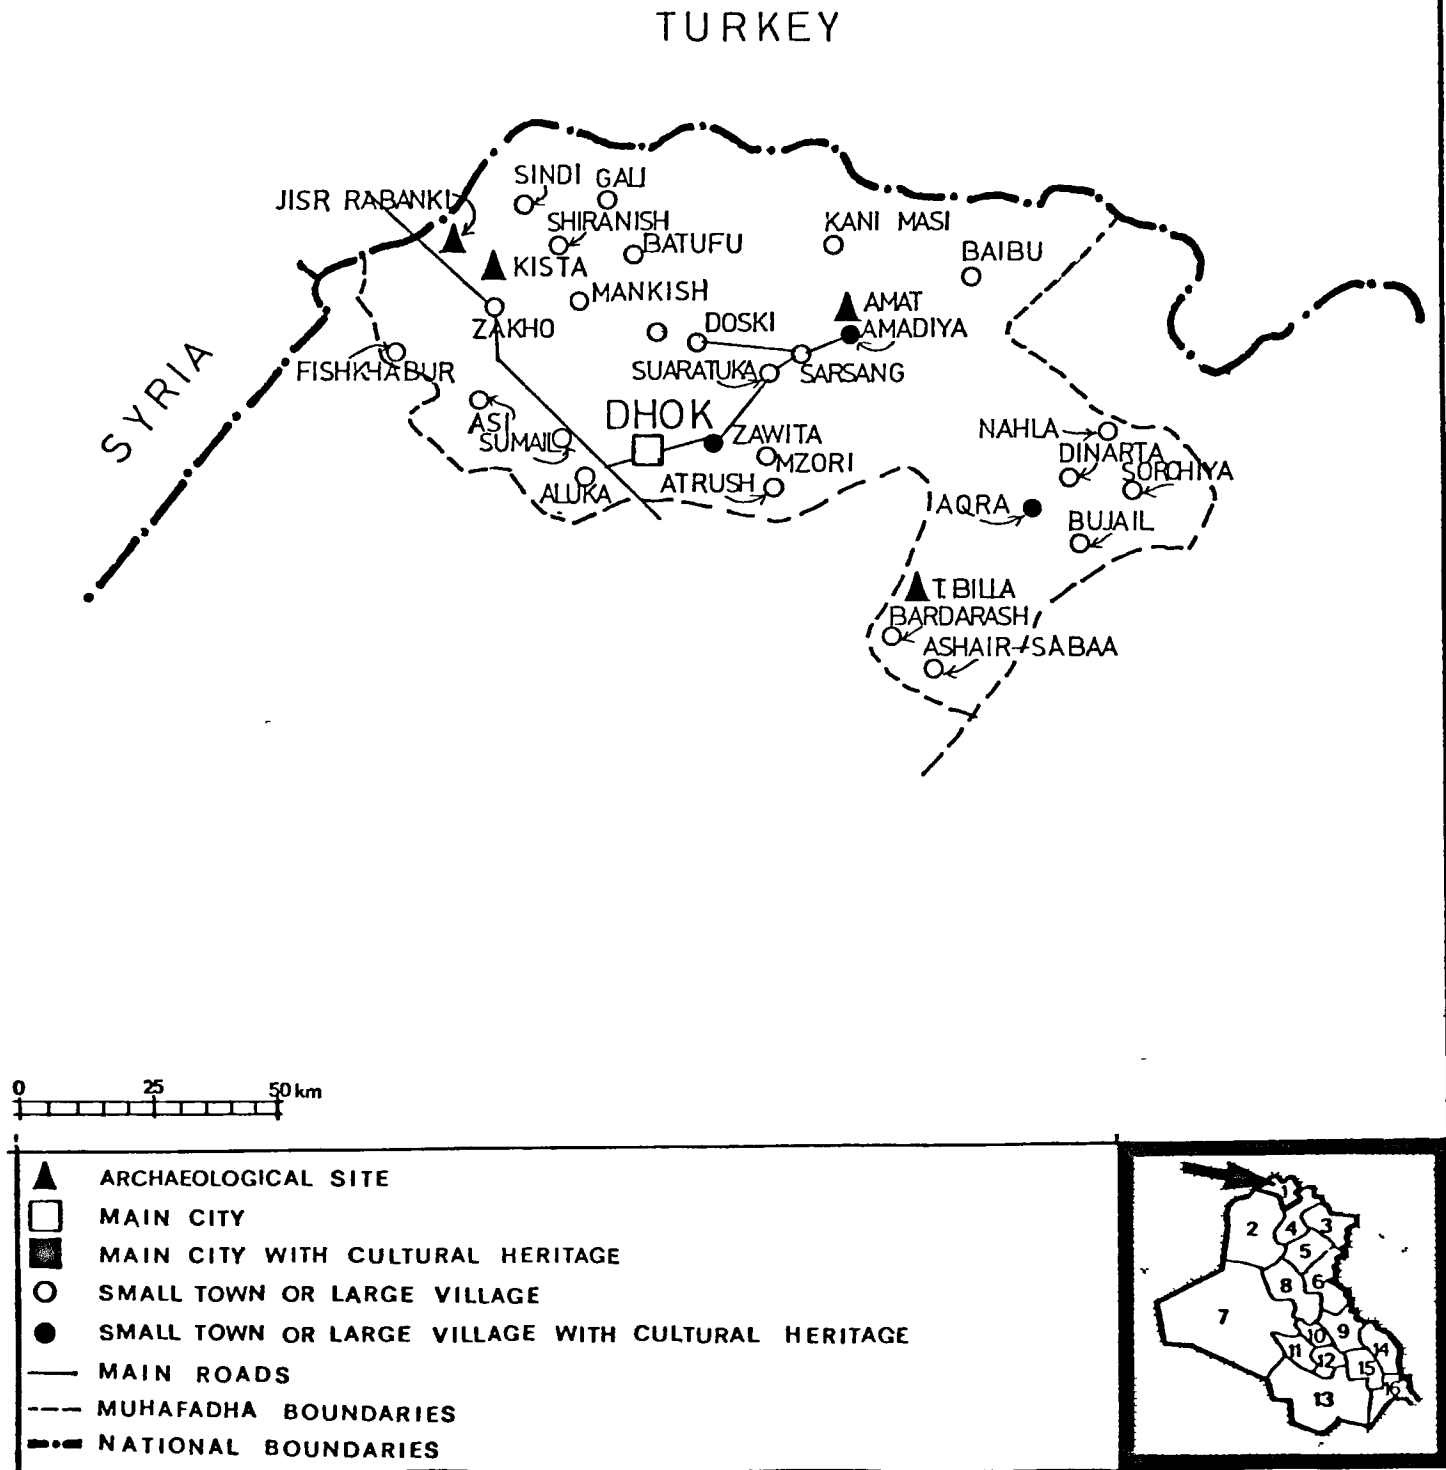 TURKEY
SYRIA
JISR RABANKI
SINDI
GALI
SHIRANISH
BATUFU
KANI MASI
BAIBU
KISTA
MANKISH
AMAT
AMADIYA
ZAKHO
DOSKI
FISHKHABUR
SUARATUKA
SARSANG
ASI
SUMAIL
DHOK
ZAWITA
MZORI
NAHLA
DINARTA
SORCHIYA
ALUKA
ATRUSH
AQRA
BUJAIL
T.BILLA
BARDARASH
ASHAIR-SABAA
0 25 50 km
ARCHAEOLOGICAL SITE
MAIN CITY
MAIN CITY WITH CULTURAL HERITAGE
SMALL TOWN OR LARGE VILLAGE
SMALL TOWN OR LARGE VILLAGE WITH CULTURAL HERITAGE
MAIN ROADS
MUHAFADHA BOUNDARIES
NATIONAL BOUNDARIES
1
2
4
3
5
8
6
7
10
9
11
12
14
15
13
16